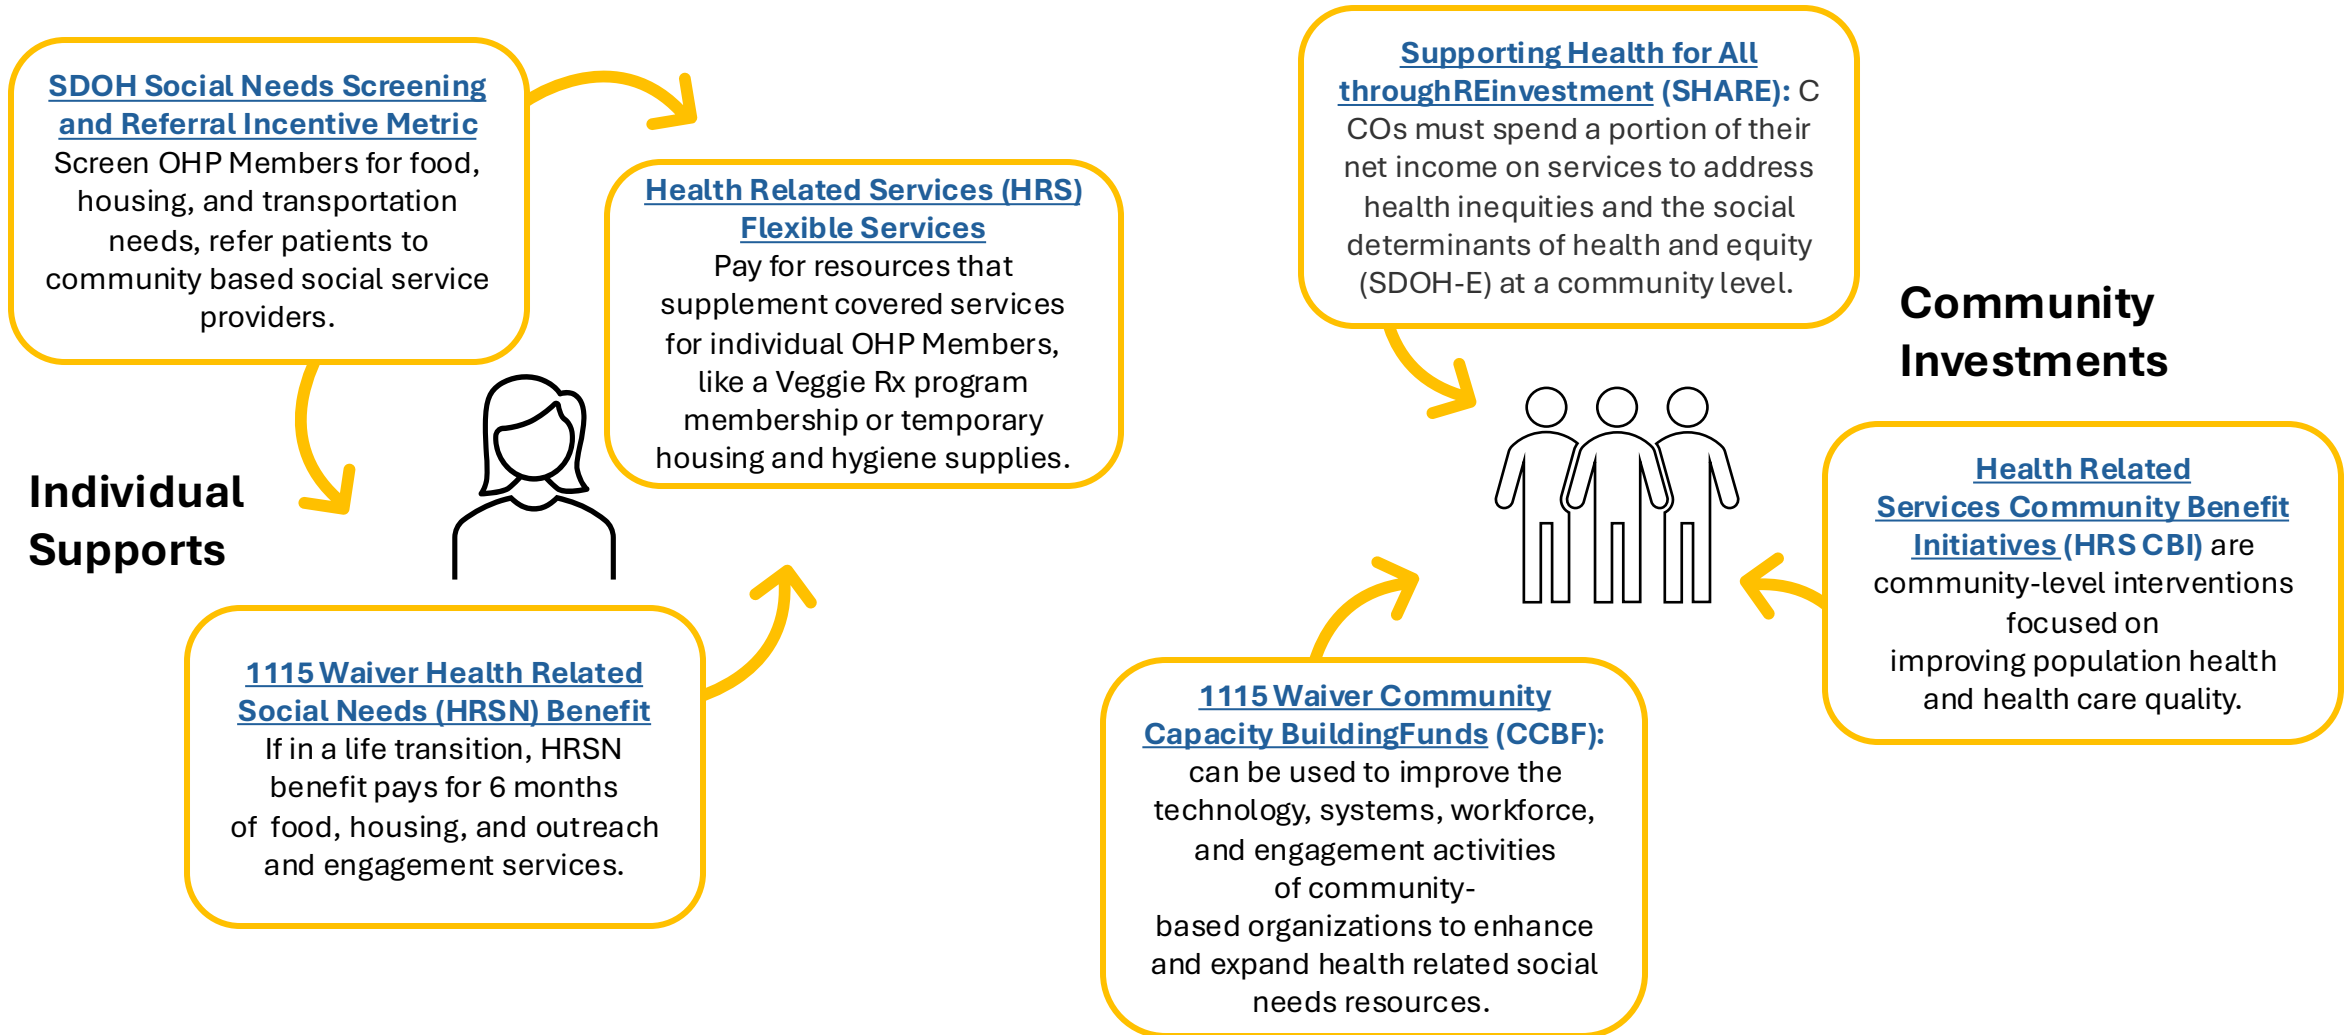 SDOH Social Needs Screening
and Referral Incentive Metric
Screen OHP Members for food,
housing, and transportation
needs, refer patients to
community based social service
providers.
Health Related Services (HRS)
Flexible Services
Pay for resources that
supplement covered services
for individual OHP Members,
like a Veggie Rx program
membership or temporary
housing and hygiene supplies.
Individual
Supports
1115 Waiver Health Related
Social Needs (HRSN) Benefit
If in a life transition, HRSN
benefit pays for 6 months
of food, housing, and outreach
and engagement services.
Supporting Health for All
throughREinvestment (SHARE): C
COs must spend a portion of their
net income on services to address
health inequities and the social
determinants of health and equity
(SDOH-E) at a community level.
Community
Investments
Health Related
Services Community Benefit
Initiatives (HRS CBI) are
community-level interventions
focused on
improving population health
and health care quality.
1115 Waiver Community
Capacity BuildingFunds (CCBF):
can be used to improve the
technology, systems, workforce,
and engagement activities
of community-
based organizations to enhance
and expand health related social
needs resources.